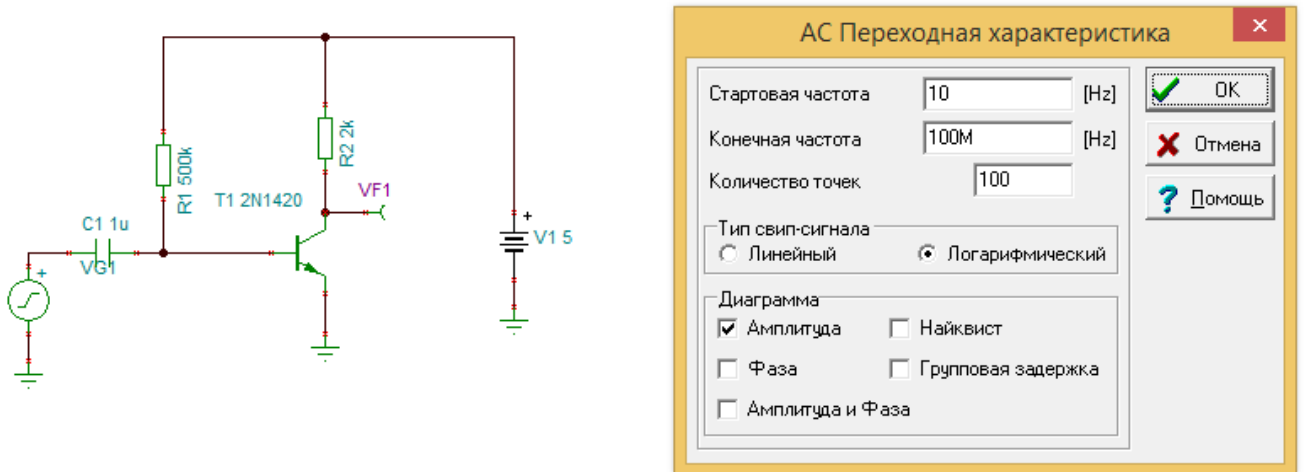 R1 500k
R2 2k
T1 2N1420
VF1
C1 1u
VG1
+
+
V1 5
AC Переходная характеристика
Стартовая частота 10 [Hz]
Конечная частота 100M [Hz]
Количество точек 100
Тип свип-сигнала
Линейный Логарифмический
Диаграмма
Амплитуда Найквист
Фаза Групповая задержка
Амплитуда и Фаза
OK
Отмена
Помощь